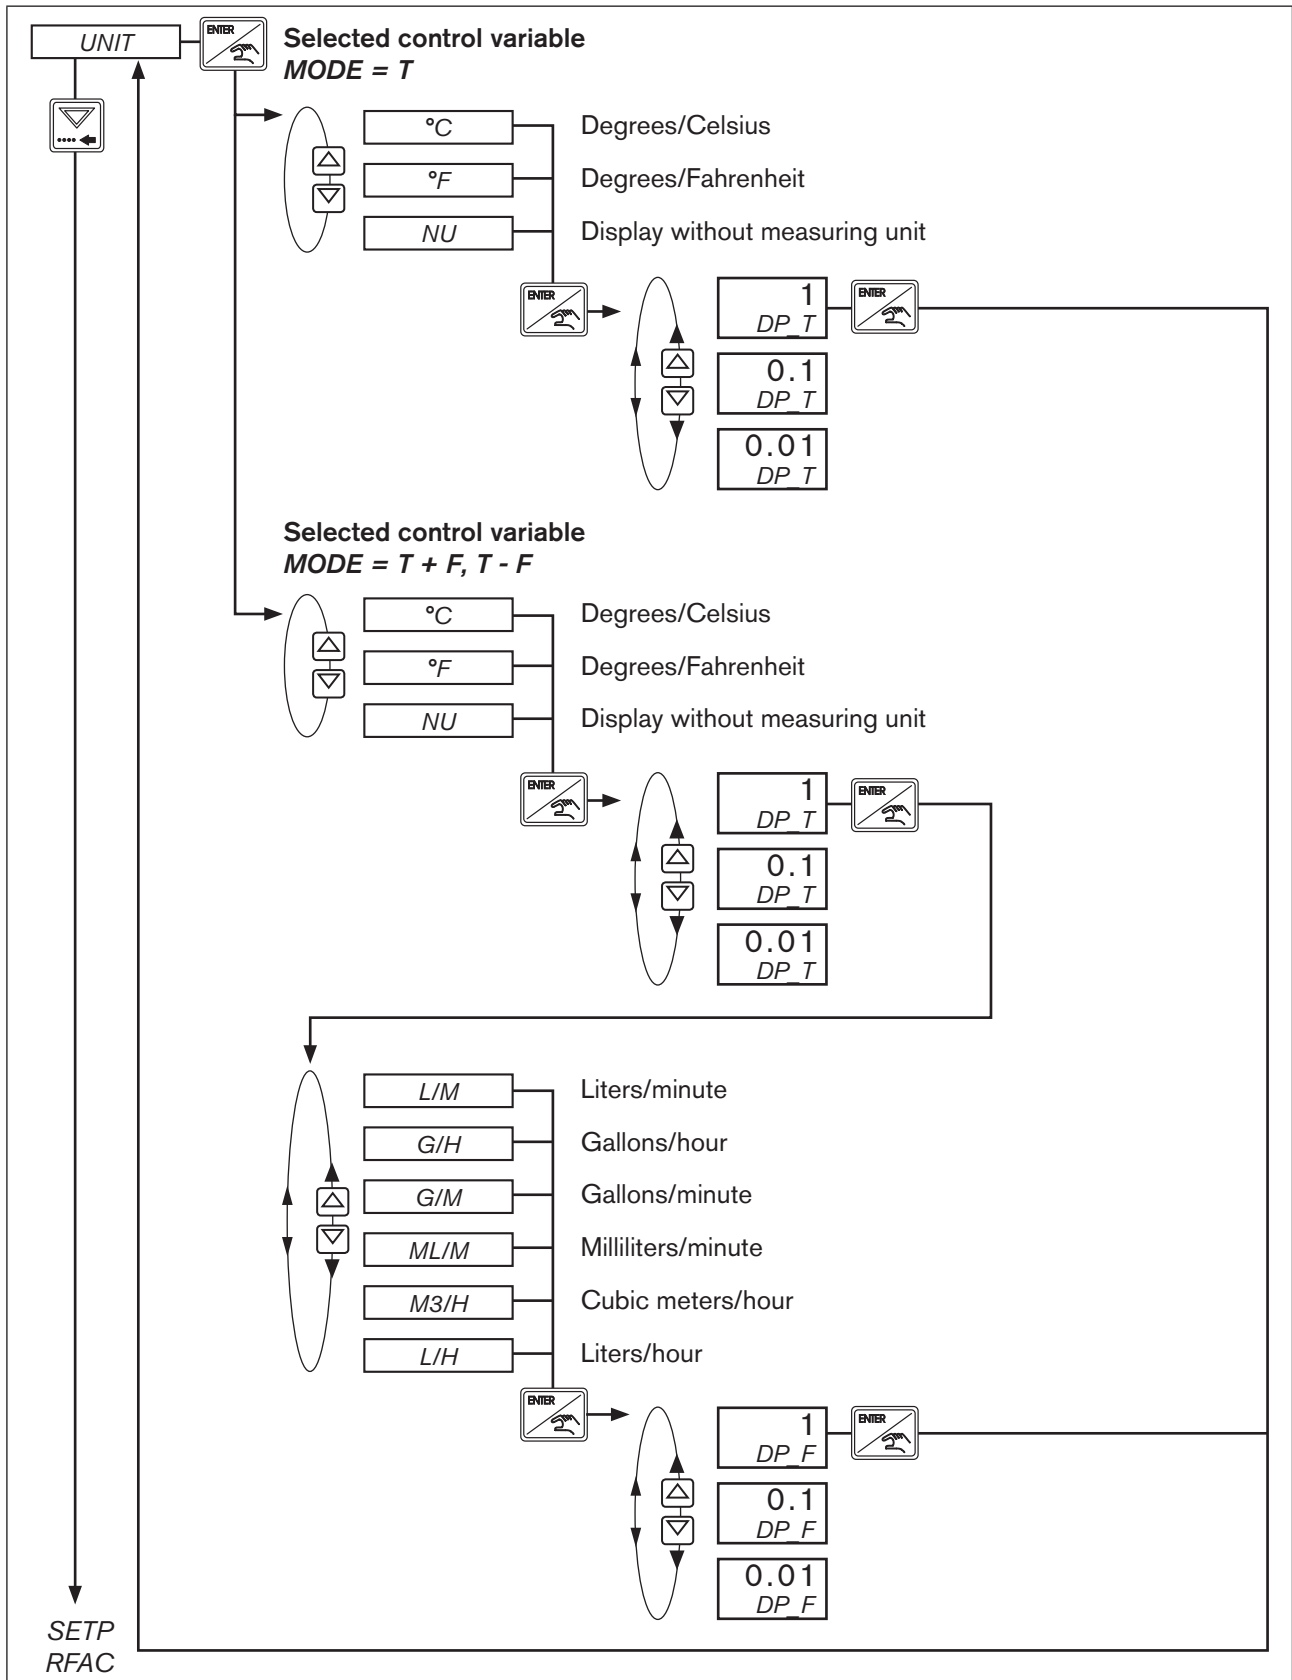 UNIT
ENTER
Selected control variable
MODE = T
°C Degrees/Celsius
°F Degrees/Fahrenheit
NU Display without measuring unit
ENTER
1
DP_T
ENTER
0.1
DP_T
0.01
DP_T
Selected control variable
MODE = T + F, T - F
°C Degrees/Celsius
°F Degrees/Fahrenheit
NU Display without measuring unit
ENTER
1
DP_T
ENTER
0.1
DP_T
0.01
DP_T
L/M Liters/minute
G/H Gallons/hour
G/M Gallons/minute
ML/M Milliliters/minute
M3/H Cubic meters/hour
L/H Liters/hour
ENTER
1
DP_F
ENTER
0.1
DP_F
0.01
DP_F
SETP
RFAC